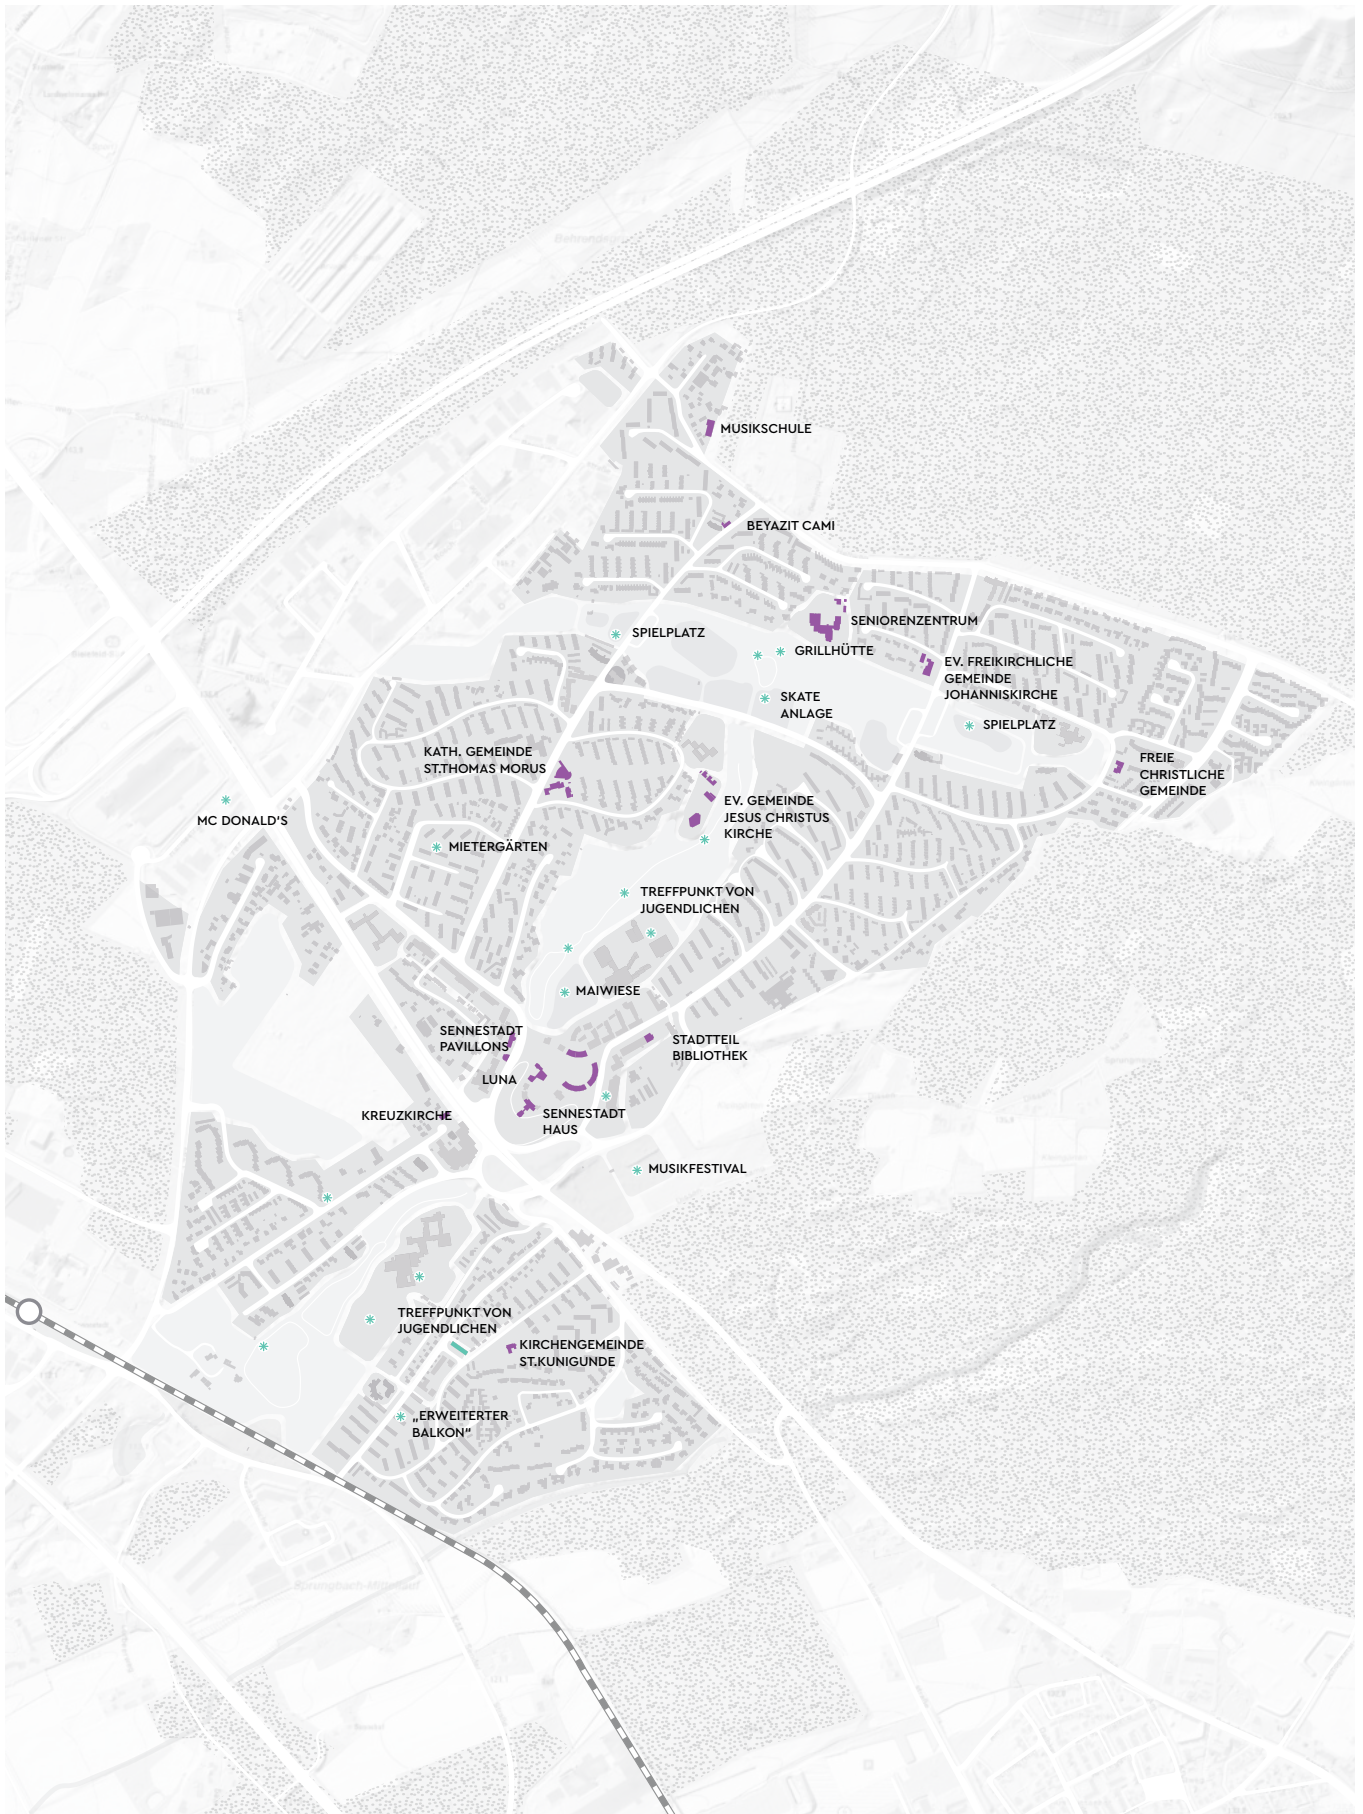 MUSIKSCHULE
BEYAZIT CAMI
SENIORENZENTRUM
SPIELPLATZ
GRILLHÜTTE
EV. FREIKIRCHLICHE
GEMEINDE
JOHANNISKIRCHE
SKATE
ANLAGE
SPIELPLATZ
KATH. GEMEINDE
ST.THOMAS MORUS
FREIE
CHRISTLICHE
GEMEINDE
EV. GEMEINDE
JESUS CHRISTUS
KIRCHE
MC DONALD'S
MIETERGÄRTEN
TREFFPUNKT VON
JUGENDLICHEN
MAIWIESE
SENNESTADT
PAVILLONS
STADTTEIL
BIBLIOTHEK
LUNA
KREUZKIRCHE
SENNESTADT
HAUS
MUSIKFESTIVAL
TREFFPUNKT VON
JUGENDLICHEN
KIRCHENGEMEINDE
ST.KUNIGUNDE
„ERWEITERTER
BALKON"